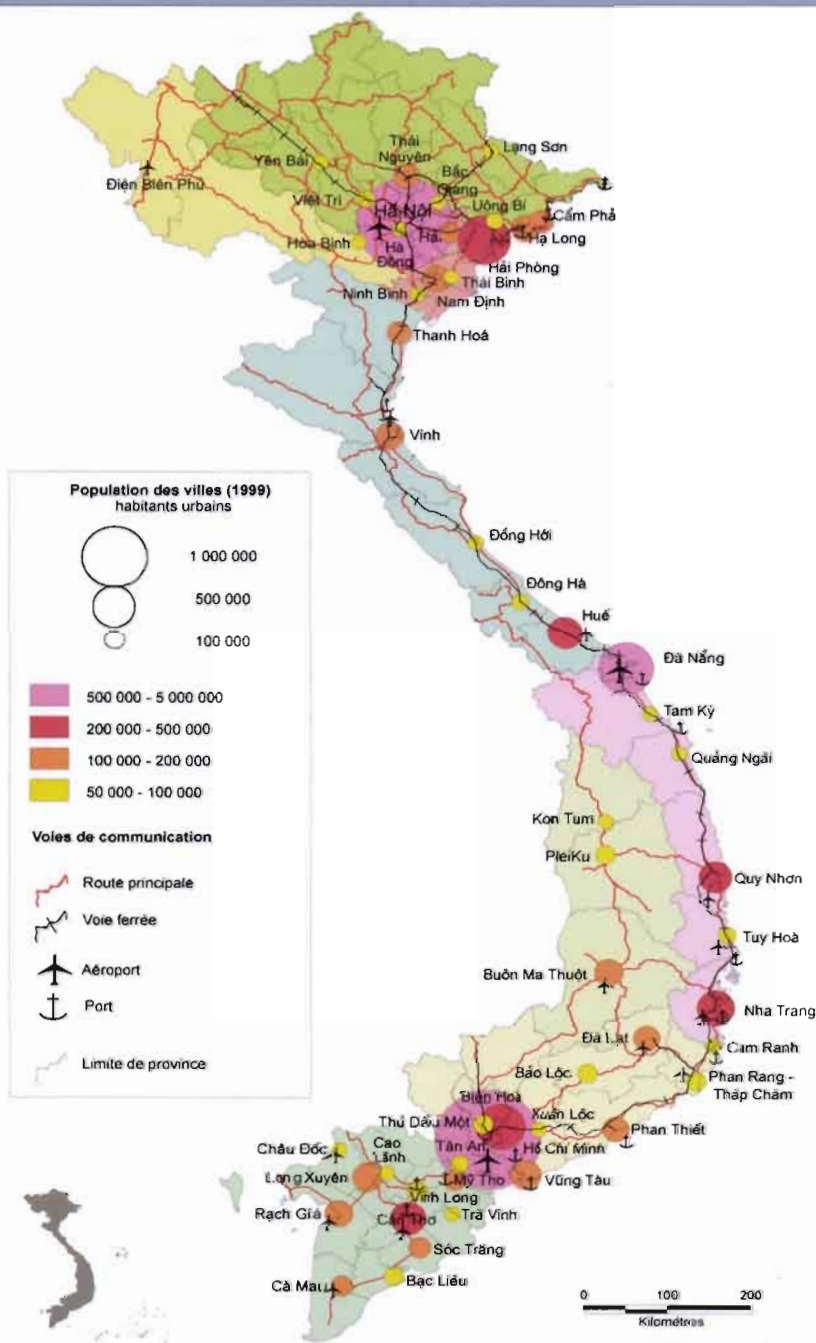 Lạng Sơn
Thái
Nguyên
Bắc
Giang
Yên Bái
Điện Biên Phủ
Việt Trì
Hà Nội
Uông Bí
Cẩm Phả
Hạ Long
Hoà Bình
Hà
Đông
Hải
Hải Phòng
Thái Bình
Ninh Bình
Nam Định
Thanh Hoá
Vinh
Population des villes (1999)
habitants urbains
1 000 000
500 000
100 000
500 000 - 5 000 000
200 000 - 500 000
100 000 - 200 000
50 000 - 100 000
Voies de communication
Route principale
Voie ferrée
Aéroport
Port
Limite de province
Đồng Hới
Đông Hà
Huế
Đà Nẵng
Tam Kỳ
Quảng Ngãi
Kon Tum
PleiKu
Quy Nhơn
Tuy Hoà
Buôn Ma Thuột
Nha Trang
Đà Lạt
Cam Ranh
Bảo Lộc
Phan Rang -
Tháp Chàm
Biên Hoà
Thủ Dầu Một
Xuân Lộc
Phan Thiết
Châu Đốc
Cao
Lãnh
Tân An
Hồ Chí Minh
Long Xuyên
Mỹ Tho
Vũng Tàu
Vĩnh Long
Rạch Giá
Cần Thơ
Trà Vinh
Sóc Trăng
Cà Mau
Bạc Liêu
0 100 200
Kilomètres